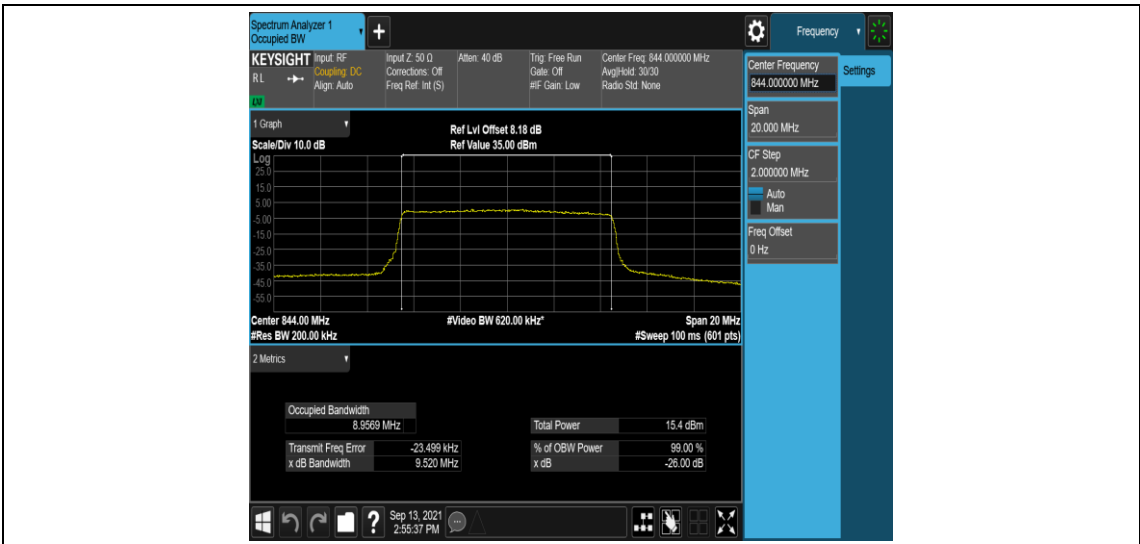 Spectrum Analyzer 1
Occupied BW
+
Frequency
KEYSIGHT
RL
LXI
Input: RF
Coupling: DC
Align: Auto
Input Z: 50 Ω
Corrections: Off
Freq Ref: Int (S)
Atten: 40 dB
Trig: Free Run
Gate: Off
#IF Gain: Low
Center Freq: 844.000000 MHz
Avg|Hold: 30/30
Radio Std: None
Center Frequency
844.000000 MHz
Settings
Span
20.000 MHz
CF Step
2.000000 MHz
Auto
Man
Freq Offset
0 Hz
1 Graph
Scale/Div 10.0 dB
Ref Lvl Offset 8.18 dB
Ref Value 35.00 dBm
Log
25.0
15.0
5.00
-5.00
-15.0
-25.0
-35.0
-45.0
-55.0
Center 844.00 MHz
#Video BW 620.00 kHz*
Span 20 MHz
#Res BW 200.00 kHz
#Sweep 100 ms (601 pts)
2 Metrics
Occupied Bandwidth
8.9569 MHz
Total Power 15.4 dBm
Transmit Freq Error -23.499 kHz
% of OBW Power 99.00 %
x dB Bandwidth 9.520 MHz
x dB -26.00 dB
?
Sep 13, 2021
2:55:37 PM